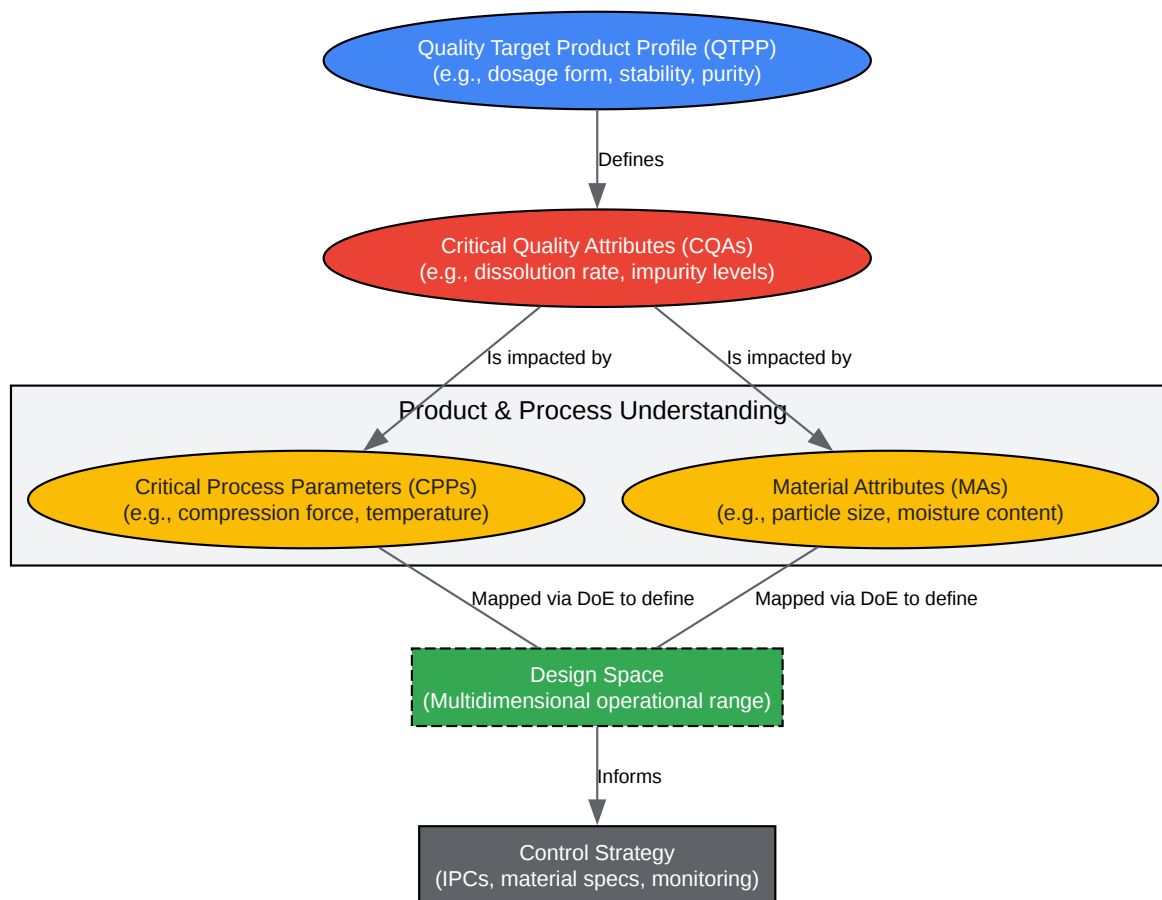 Quality Target Product Profile (QTPP)
(e.g., dosage form, stability, purity)
Defines
Critical Quality Attributes (CQAs)
(e.g., dissolution rate, impurity levels)
Is impacted by
Is impacted by
Product & Process Understanding
Critical Process Parameters (CPPs)
(e.g., compression force, temperature)
Material Attributes (MAs)
(e.g., particle size, moisture content)
Mapped via DoE to define
Mapped via DoE to define
Design Space
(Multidimensional operational range)
Informs
Control Strategy
(IPCs, material specs, monitoring)